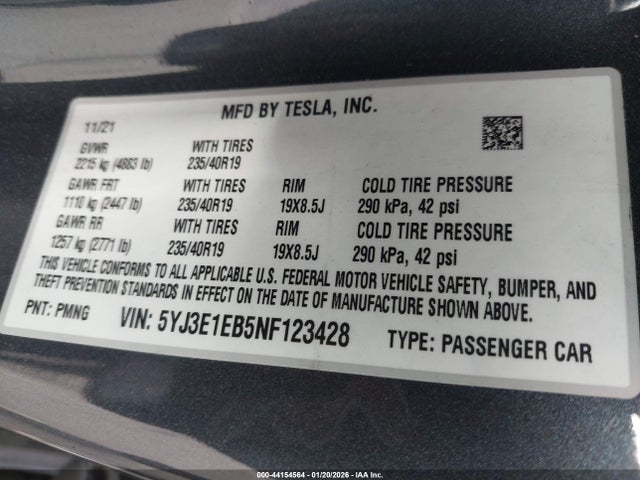 MFD BY TESLA, INC.
11/21
GVWR WITH TIRES
2215 kg (4883 lb) 235/40R19
GAWR FRT WITH TIRES RIM COLD TIRE PRESSURE
1110 kg (2447 lb) 235/40R19 19X8.5J 290 kPa, 42 psi
GAWR RR WITH TIRES RIM COLD TIRE PRESSURE
1257 kg (2771 lb) 235/40R19 19X8.5J 290 kPa, 42 psi
THIS VEHICLE CONFORMS TO ALL APPLICABLE U.S. FEDERAL MOTOR VEHICLE SAFETY, BUMPER, AND
THEFT PREVENTION STANDARDS IN EFFECT ON THE DATE OF MANUFACTURE SHOWN ABOVE.
PNT: PMNG VIN: 5YJ3E1EB5NF123428 TYPE: PASSENGER CAR
000-44154564 | 01/20/2026 - IAA Inc.